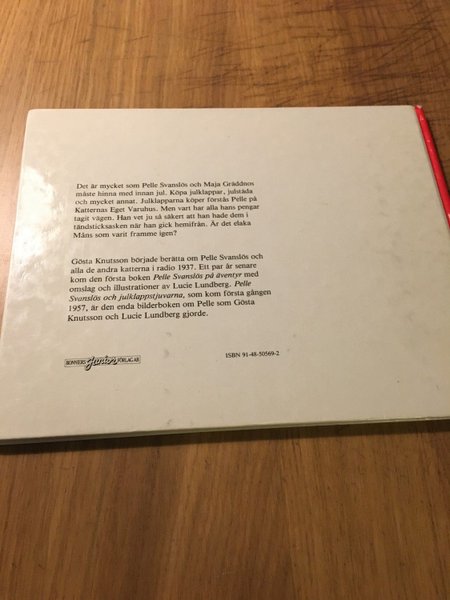 Det är mycket som Pelle Svanslös och Maja Gräddnos
måste hinna med innan jul. Köpa julklappar, julstäda
och mycket annat. Julklapparna köper förstås Pelle på
Katternas Eget Varuhus. Men vart har alla hans pengar
tagit vägen. Han vet ju så säkert att han hade dem i
tändsticksasken när han gick hemifrån. Är det elaka
Måns som varit framme igen?
Gösta Knutsson började berätta om Pelle Svanslös och
alla de andra katterna i radio 1937. Ett par år senare
kom den första boken Pelle Svanslös på äventyr med
omslag och illustrationer av Lucie Lundberg. Pelle
Svanslös och julklappstjuvarna, som kom första gången
1957, är den enda bilderboken om Pelle som Gösta
Knutsson och Lucie Lundberg gjorde.
BONNIERS Junior FÖRLAG AB
ISBN 91-48-50569-2